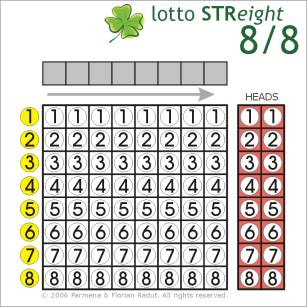 lotto STReight
8/8
HEADS
1 1 1 1 1 1 1 1 1 1 1
2 2 2 2 2 2 2 2 2 2 2
3 3 3 3 3 3 3 3 3 3 3
4 4 4 4 4 4 4 4 4 4 4
5 5 5 5 5 5 5 5 5 5 5
6 6 6 6 6 6 6 6 6 6 6
7 7 7 7 7 7 7 7 7 7 7
8 8 8 8 8 8 8 8 8 8 8
© 2006 Parmena & Florian Radut. All rights reserved.